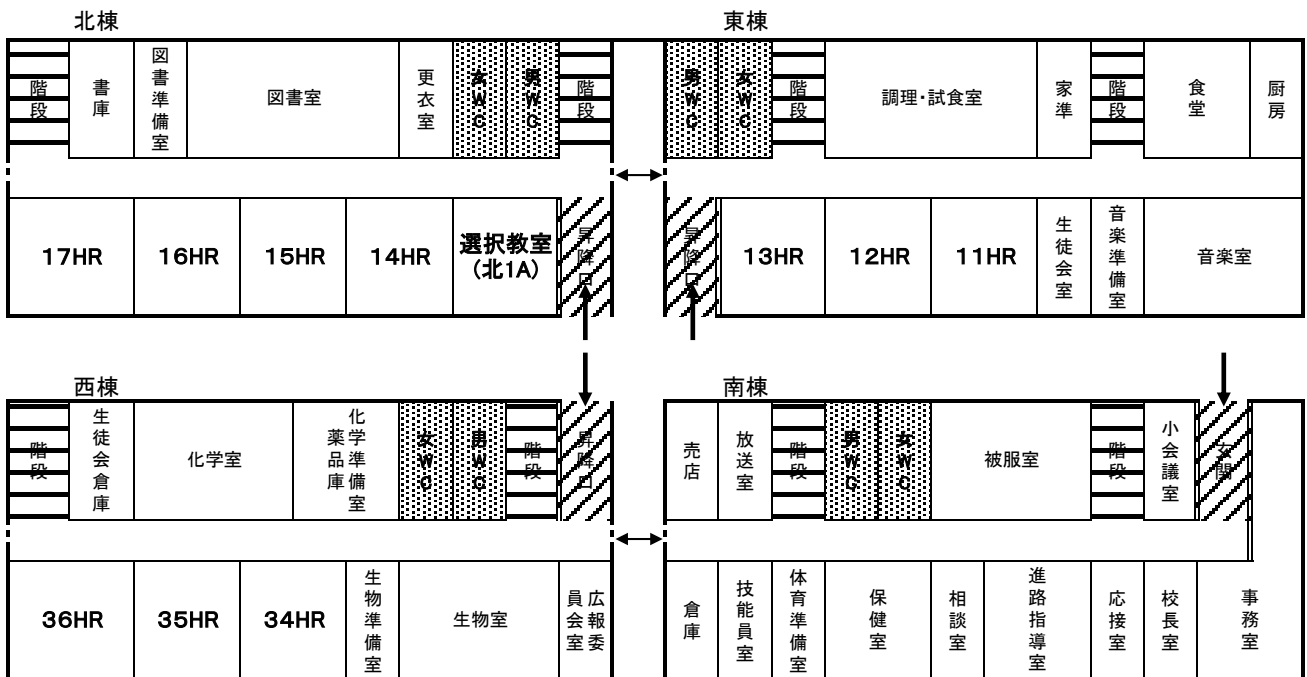 北棟
東棟
階段
書庫
図書準備室
図書室
更衣室
女WC
男WC
階段
男WC
女WC
階段
調理・試食室
家準
階段
食堂
厨房
17HR
16HR
15HR
14HR
選択教室
(北1A)
昇降口
昇降口
13HR
12HR
11HR
生徒会室
音楽準備室
音楽室
西棟
南棟
階段
生徒会倉庫
化学室
化学準備室
薬品庫
女WC
男WC
階段
昇降口
売店
放送室
階段
男WC
女WC
被服室
階段
小会議室
玄関
36HR
35HR
34HR
生物準備室
生物室
広報委
員会室
倉庫
技能員室
体育準備室
保健室
相談室
進路指導室
応接室
校長室
事務室